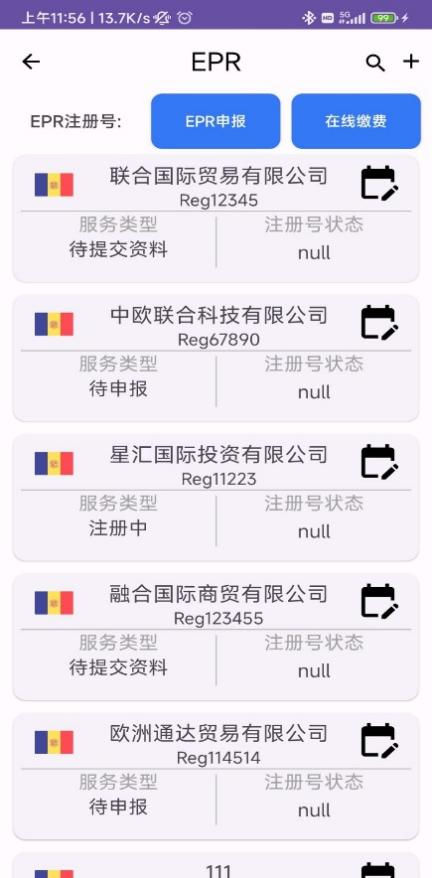 上午11:56 | 13.7K/s
HD 5G 99
EPR
EPR注册号:
EPR申报
在线缴费
联合国际贸易有限公司
Reg12345
服务类型
注册号状态
待提交资料
null
中欧联合科技有限公司
Reg67890
服务类型
注册号状态
待申报
null
星汇国际投资有限公司
Reg11223
服务类型
注册号状态
注册中
null
融合国际商贸有限公司
Reg123455
服务类型
注册号状态
待提交资料
null
欧洲通达贸易有限公司
Reg114514
服务类型
注册号状态
待申报
null
111